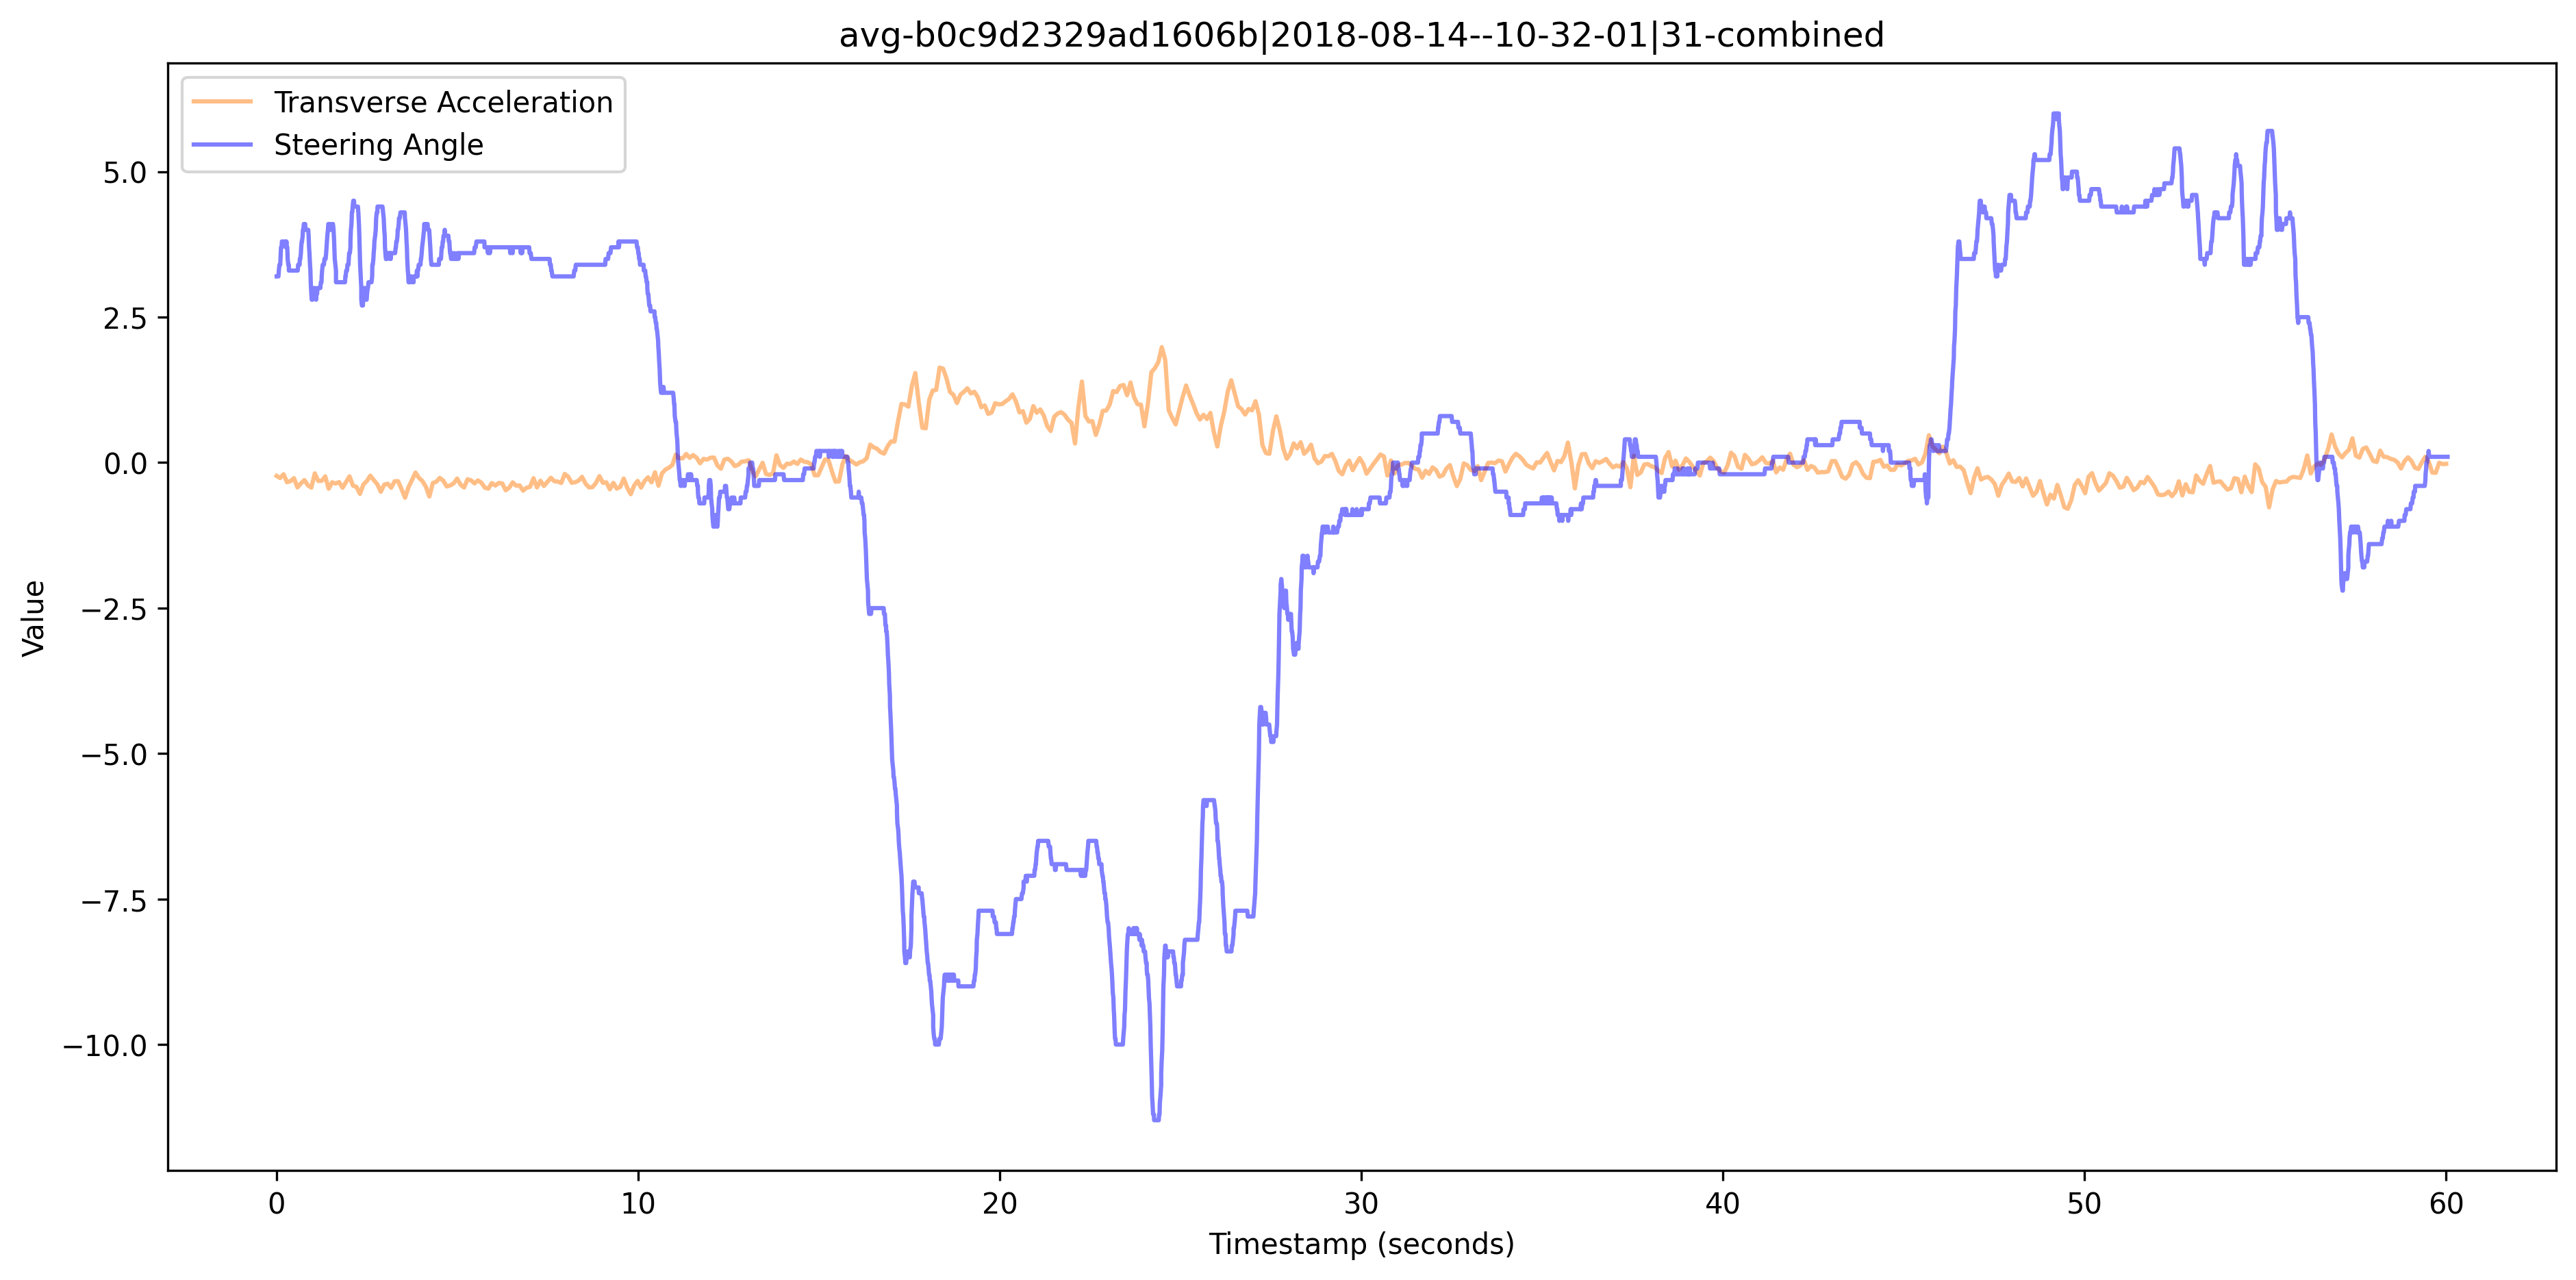 avg-b0c9d2329ad1606b|2018-08-14--10-32-01|31-combined
Transverse Acceleration
Steering Angle
5.0
2.5
0.0
−2.5
−5.0
−7.5
−10.0
Value
0 10 20 30 40 50 60
Timestamp (seconds)